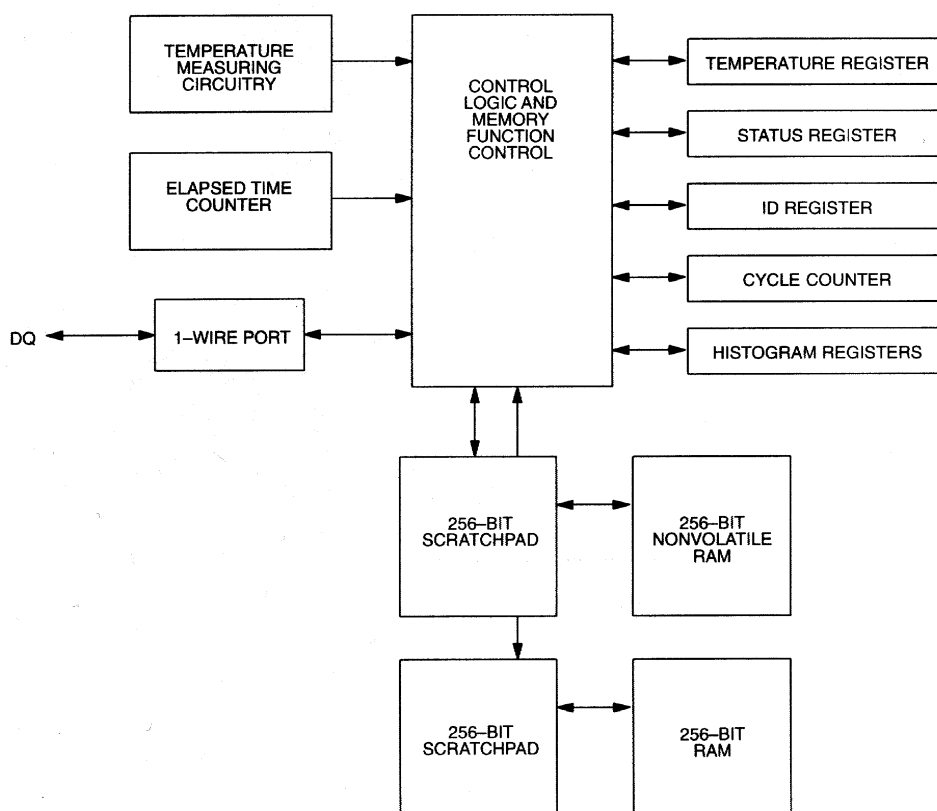 TEMPERATURE
MEASURING
CIRCUITRY
CONTROL
LOGIC AND
MEMORY
FUNCTION
CONTROL
TEMPERATURE REGISTER
STATUS REGISTER
ELAPSED TIME
COUNTER
ID REGISTER
CYCLE COUNTER
DQ
1–WIRE PORT
HISTOGRAM REGISTERS
256–BIT
SCRATCHPAD
256–BIT
NONVOLATILE
RAM
256–BIT
SCRATCHPAD
256–BIT
RAM